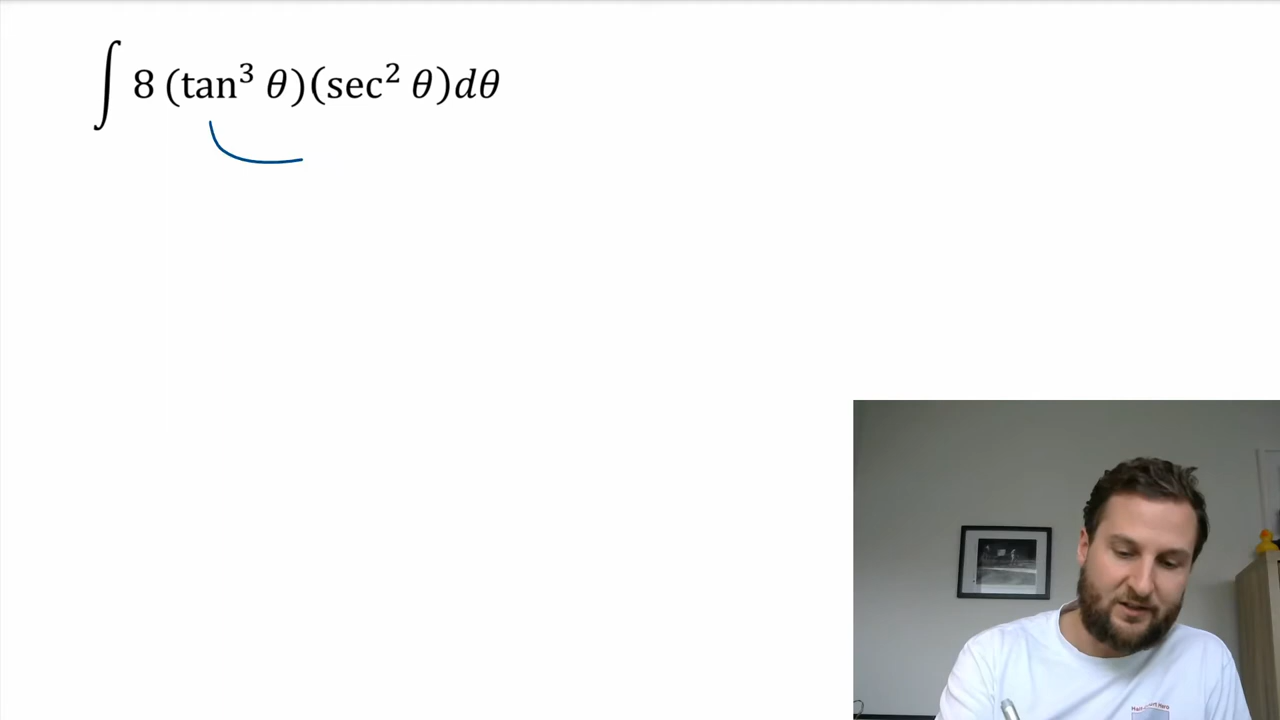 ∫ 8 (tan³ θ)(sec² θ)dθ